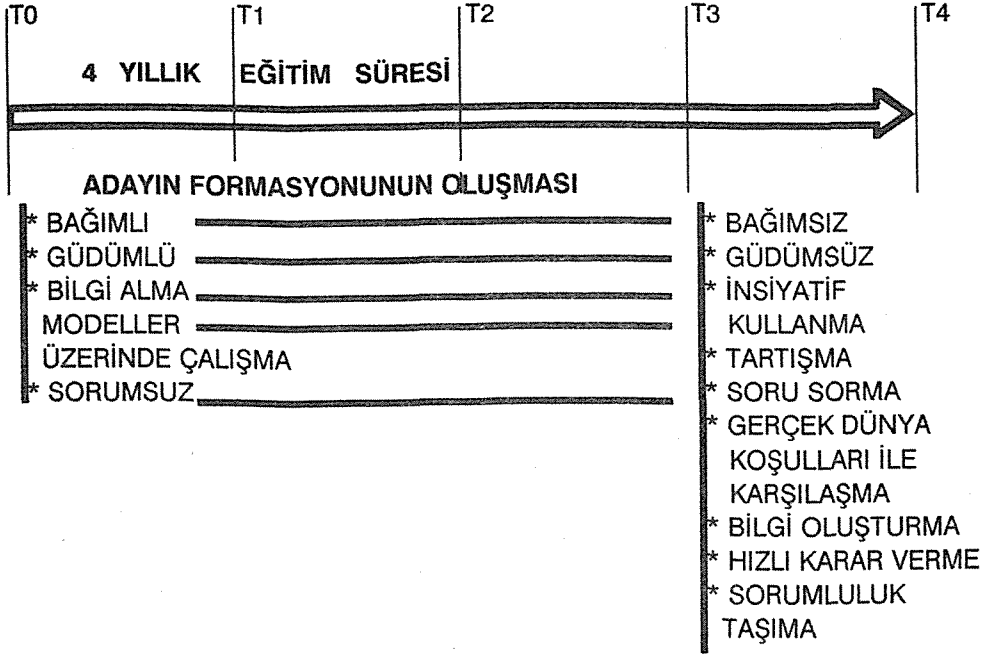 T0 T1 T2 T3 T4
4 YILLIK EĞİTİM SÜRESİ
ADAYIN FORMASYONUNUN OLUŞMASI
* BAĞIMLI
* GÜDÜMLÜ
* BİLGİ ALMA
MODELLER
ÜZERİNDE ÇALIŞMA
* SORUMSUZ
* BAĞIMSIZ
* GÜDÜMSÜZ
* İNSİYATİF
KULLANMA
* TARTIŞMA
* SORU SORMA
* GERÇEK DÜNYA
KOŞULLARI İLE
KARŞILAŞMA
* BİLGİ OLUŞTURMA
* HIZLI KARAR VERME
* SORUMLULUK
TAŞIMA